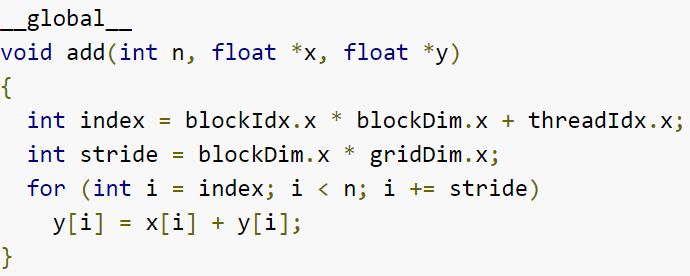 __global__
void add(int n, float *x, float *y)
{
  int index = blockIdx.x * blockDim.x + threadIdx.x;
  int stride = blockDim.x * gridDim.x;
  for (int i = index; i < n; i += stride)
    y[i] = x[i] + y[i];
}